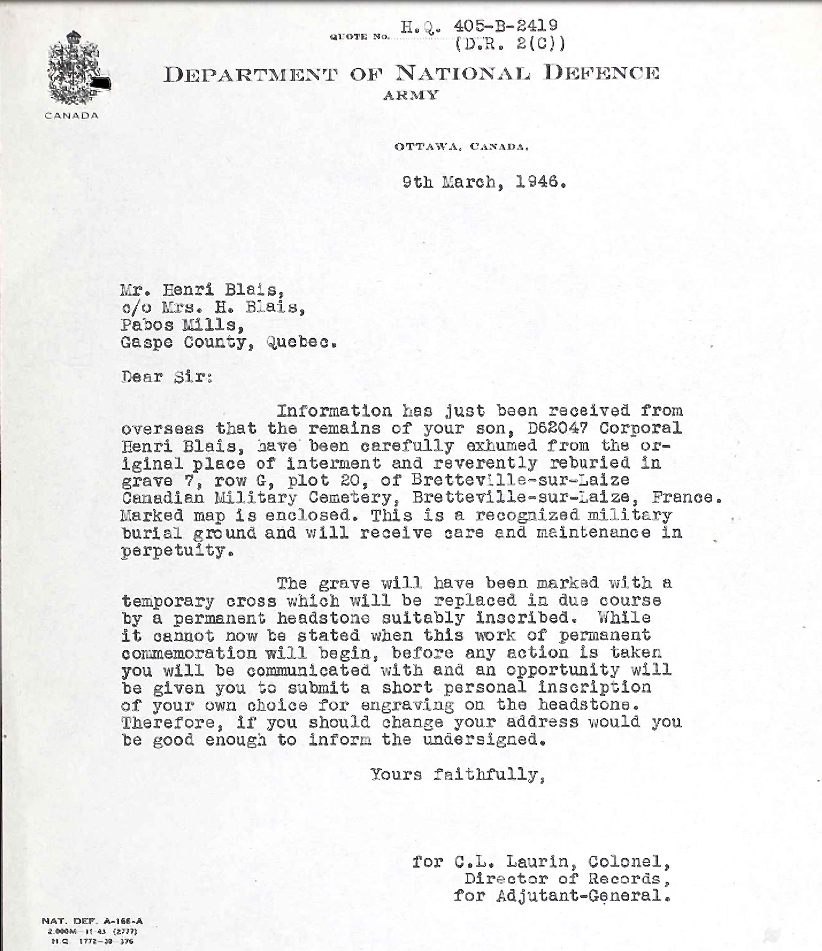 QUOTE NO. H.Q. 405-B-2419
(D.R. 2(C))
DEPARTMENT OF NATIONAL DEFENCE
ARMY
CANADA
OTTAWA, CANADA,
9th March, 1946.
Mr. Henri Blais,
c/o Mrs. H. Blais,
Pabos Mills,
Gaspe County, Quebec.
Dear Sir:
Information has just been received from
overseas that the remains of your son, D62047 Corporal
Henri Blais, have been carefully exhumed from the or-
iginal place of interment and reverently reburied in
grave 7, row G, plot 20, of Bretteville-sur-Laize
Canadian Military Cemetery, Bretteville-sur-Laize, France.
Marked map is enclosed. This is a recognized military
burial ground and will receive care and maintenance in
perpetuity.
The grave will have been marked with a
temporary cross which will be replaced in due course
by a permanent headstone suitably inscribed. While
it cannot now be stated when this work of permanent
commemoration will begin, before any action is taken
you will be communicated with and an opportunity will
be given you to submit a short personal inscription
of your own choice for engraving on the headstone.
Therefore, if you should change your address would you
be good enough to inform the undersigned.
Yours faithfully,
for C.L. Laurin, Colonel,
Director of Records,
for Adjutant-General.
NAT. DEF. A-166-A
2,000M-11-45 (2777)
H.Q. 1772-39-376